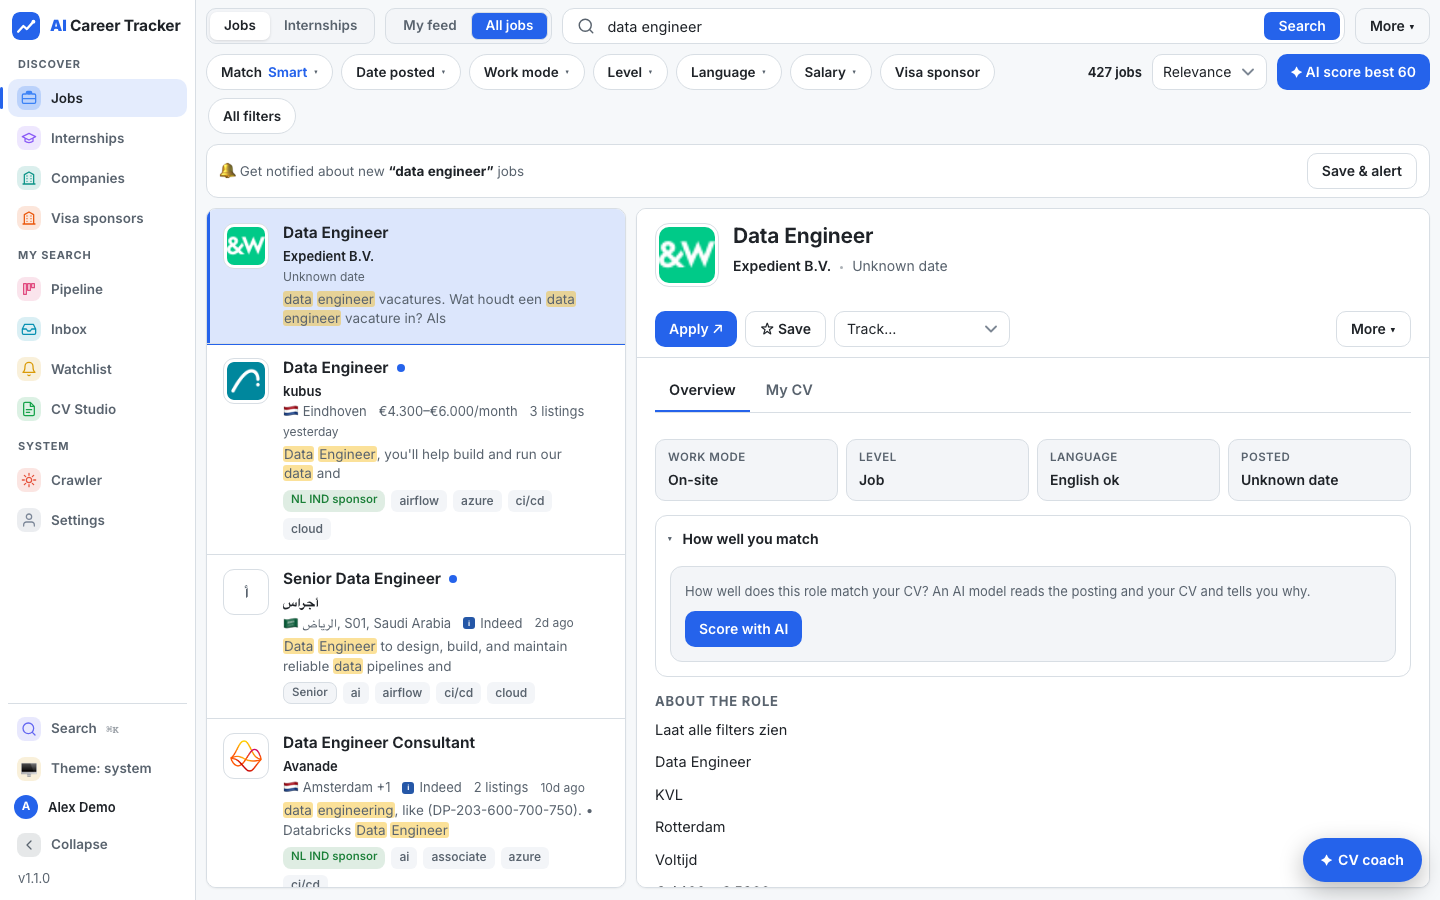 AI Career Tracker
DISCOVER
Jobs
Internships
Companies
Visa sponsors
MY SEARCH
Pipeline
Inbox
Watchlist
CV Studio
SYSTEM
Crawler
Settings
Search ⌘K
Theme: system
A Alex Demo
Collapse
v1.1.0
Jobs Internships My feed All jobs data engineer Search More ▾
Match Smart ▾ Date posted ▾ Work mode ▾ Level ▾ Language ▾ Salary ▾ Visa sponsor 427 jobs Relevance ✦ AI score best 60
All filters
🔔 Get notified about new “data engineer” jobs Save & alert
&W
Data Engineer
Expedient B.V.
Unknown date
data engineer vacatures. Wat houdt een data
engineer vacature in? Als
Data Engineer
kubus
🇳🇱 Eindhoven €4.300–€6.000/month 3 listings
yesterday
Data Engineer, you'll help build and run our
data and
NL IND sponsor airflow azure ci/cd
cloud
أ
Senior Data Engineer
أجراس
🇸🇦 الرياض, S01, Saudi Arabia i Indeed 2d ago
Data Engineer to design, build, and maintain
reliable data pipelines and
Senior ai airflow ci/cd cloud
Data Engineer Consultant
Avanade
🇳🇱 Amsterdam +1 i Indeed 2 listings 10d ago
data engineering, like (DP-203-600-700-750). •
Databricks Data Engineer
NL IND sponsor ai associate azure
ci/cd
&W
Data Engineer
Expedient B.V. • Unknown date
Apply ↗ ☆ Save Track... More ▾
Overview My CV
WORK MODE
On-site
LEVEL
Job
LANGUAGE
English ok
POSTED
Unknown date
▾ How well you match
How well does this role match your CV? An AI model reads the posting and your CV and tells you why.
Score with AI
ABOUT THE ROLE
Laat alle filters zien
Data Engineer
KVL
Rotterdam
Voltijd
✦ CV coach